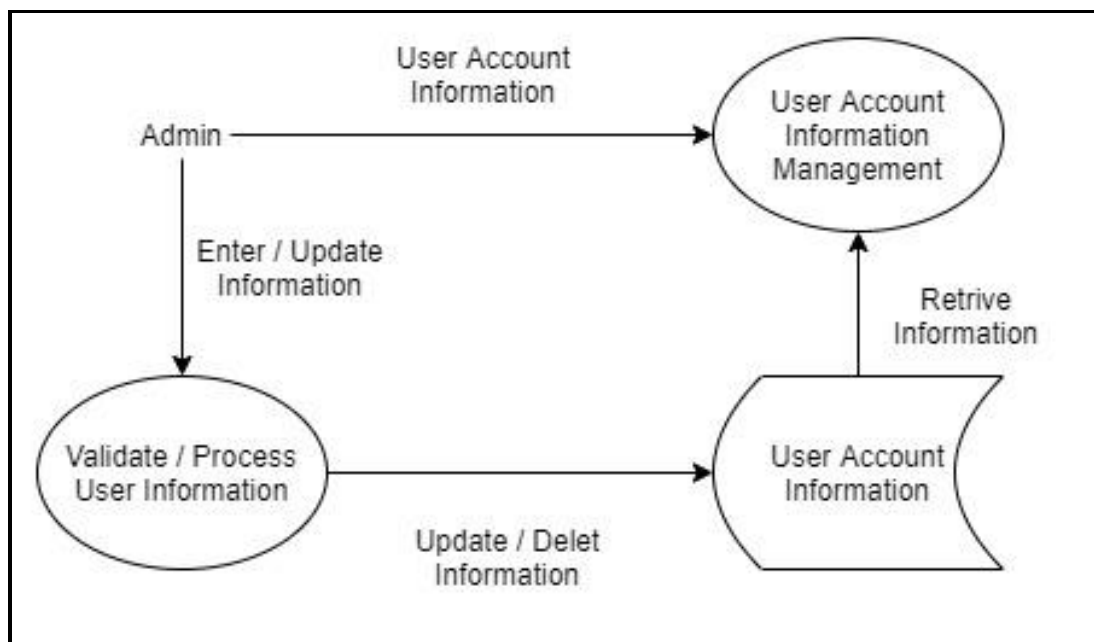 User Account
Information
User Account
Information
Management
Admin
Enter / Update
Information
Retrive
Information
Validate / Process
User Information
User Account
Information
Update / Delet
Information